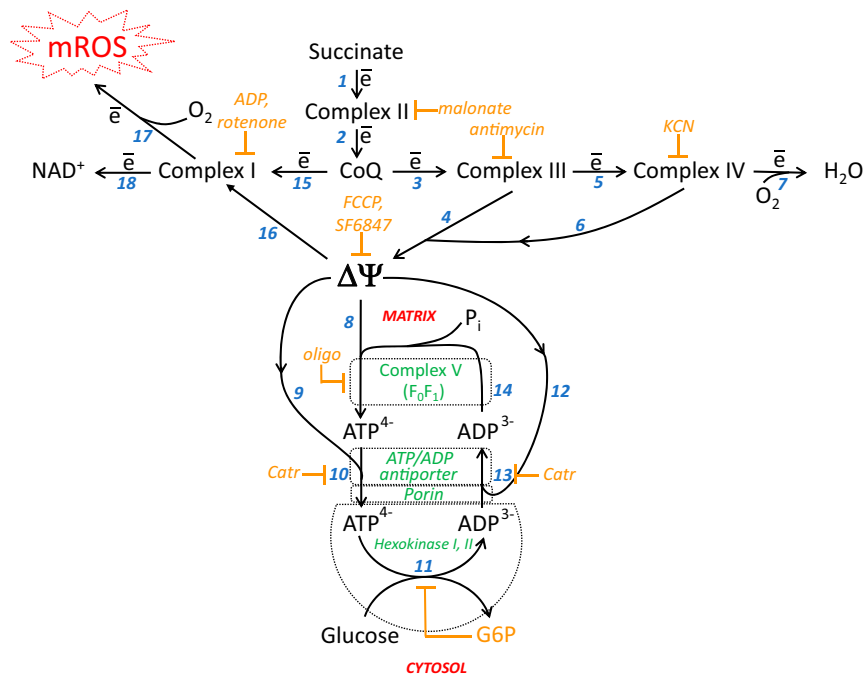 Succinate
mROS
1 e̅
ADP,
rotenone
O₂
Complex II
malonate
e̅
17
2 e̅
antimycin
KCN
NAD⁺
e̅
18
Complex I
e̅
15
CoQ
e̅
3
Complex III
e̅
5
Complex IV
e̅
7
O₂
H₂O
FCCP,
SF6847
16
4
6
ΔΨ
8
MATRIX
Pᵢ
oligo
Complex V
(F₀F₁)
9
14
12
ATP⁴⁻
ADP³⁻
Catr
10
ATP/ADP
antiporter
13
Catr
Porin
ATP⁴⁻
ADP³⁻
Hexokinase I, II
11
Glucose
G6P
CYTOSOL